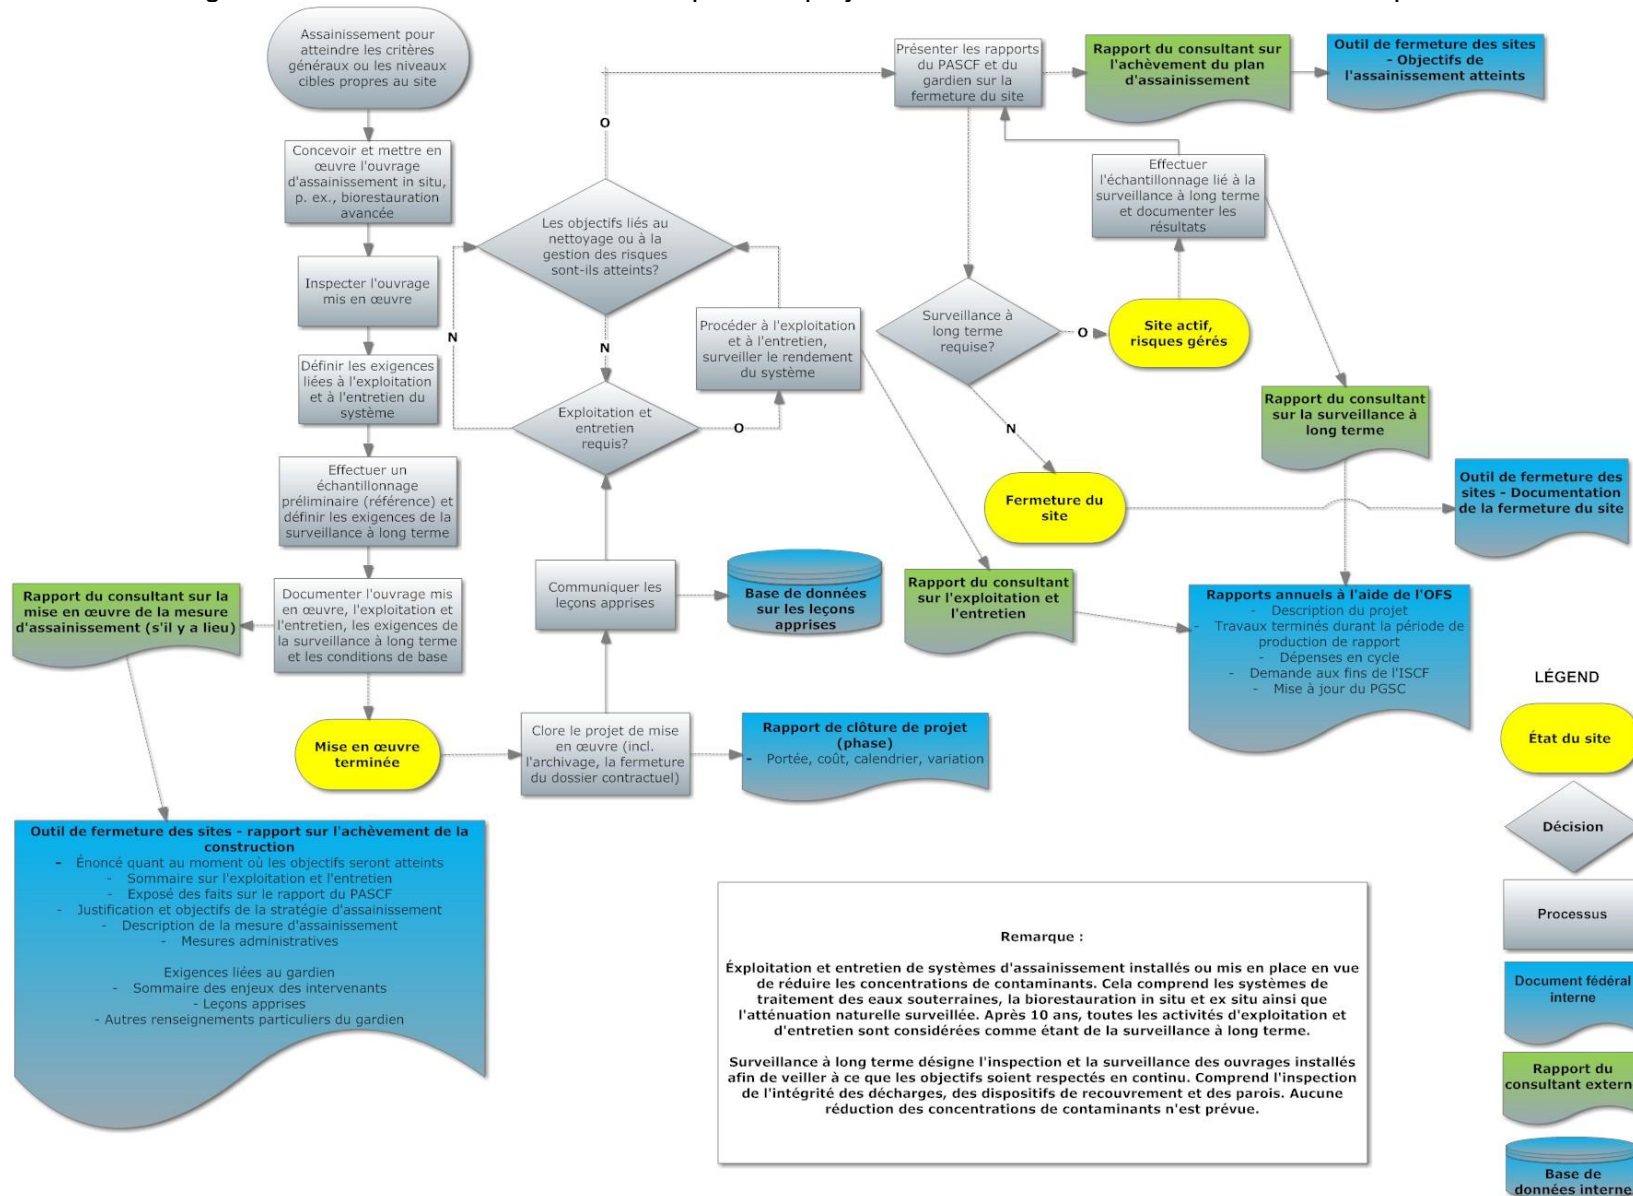 Assainissement pour
atteindre les critères
généraux ou les niveaux
cibles propres au site
Concevoir et mettre en
œuvre l'ouvrage
d'assainissement in situ,
p. ex., biorestauration
avancée
Inspecter l'ouvrage
mis en œuvre
Définir les exigences
liées à l'exploitation
et à l'entretien du
système
Effectuer un
échantillonnage
préliminaire (référence) et
définir les exigences de la
surveillance à long terme
Documenter l'ouvrage mis
en œuvre, l'exploitation et
l'entretien, les exigences de
la surveillance à long terme
et les conditions de base
Rapport du consultant sur la
mise en œuvre de la mesure
d'assainissement (s'il y a lieu)
Mise en œuvre
terminée
Outil de fermeture des sites - rapport sur l'achèvement de la
construction
- Énoncé quant au moment où les objectifs seront atteints
- Sommaire sur l'exploitation et l'entretien
- Exposé des faits sur le rapport du PASCF
- Justification et objectifs de la stratégie d'assainissement
- Description de la mesure d'assainissement
- Mesures administratives
Exigences liées au gardien
- Sommaire des enjeux des intervenants
- Leçons apprises
- Autres renseignements particuliers du gardien
Clore le projet de mise
en œuvre (incl.
l'archivage, la fermeture
du dossier contractuel)
Rapport de clôture de projet
(phase)
- Portée, coût, calendrier, variation
Communiquer les
leçons apprises
Base de données
sur les leçons
apprises
Exploitation et
entretien
requis?
N
O
N
Procéder à l'exploitation
et à l'entretien,
surveiller le rendement
du système
Les objectifs liés au
nettoyage ou à la
gestion des risques
sont-ils atteints?
O
Présenter les rapports
du PASCF et du
gardien sur la
fermeture du site
Rapport du consultant sur
l'achèvement du plan
d'assainissement
Outil de fermeture des sites
- Objectifs de
l'assainissement atteints
Effectuer
l'échantillonnage lié à la
surveillance à long terme
et documenter les
résultats
Surveillance à
long terme
requise?
O
Site actif,
risques gérés
N
Fermeture du
site
Rapport du consultant
sur la surveillance à
long terme
Outil de fermeture des
sites - Documentation
de la fermeture du site
Rapport du consultant
sur l'exploitation et
l'entretien
Rapports annuels à l'aide de l'OFS
- Description du projet
- Travaux terminés durant la période de
production de rapport
- Dépenses en cycle
- Demande aux fins de l'ISCF
- Mise à jour du PGSC
LÉGEND
État du site
Décision
Processus
Document fédéral
interne
Rapport du
consultant extern
Base de
données interne
Remarque :
Éxploitation et entretien de systèmes d'assainissement installés ou mis en place en vue
de réduire les concentrations de contaminants. Cela comprend les systèmes de
traitement des eaux souterraines, la biorestauration in situ et ex situ ainsi que
l'atténuation naturelle surveillée. Après 10 ans, toutes les activités d'exploitation et
d'entretien sont considérées comme étant de la surveillance à long terme.
Surveillance à long terme désigne l'inspection et la surveillance des ouvrages installés
afin de veiller à ce que les objectifs soient respectés en continu. Comprend l'inspection
de l'intégrité des décharges, des dispositifs de recouvrement et des parois. Aucune
réduction des concentrations de contaminants n'est prévue.